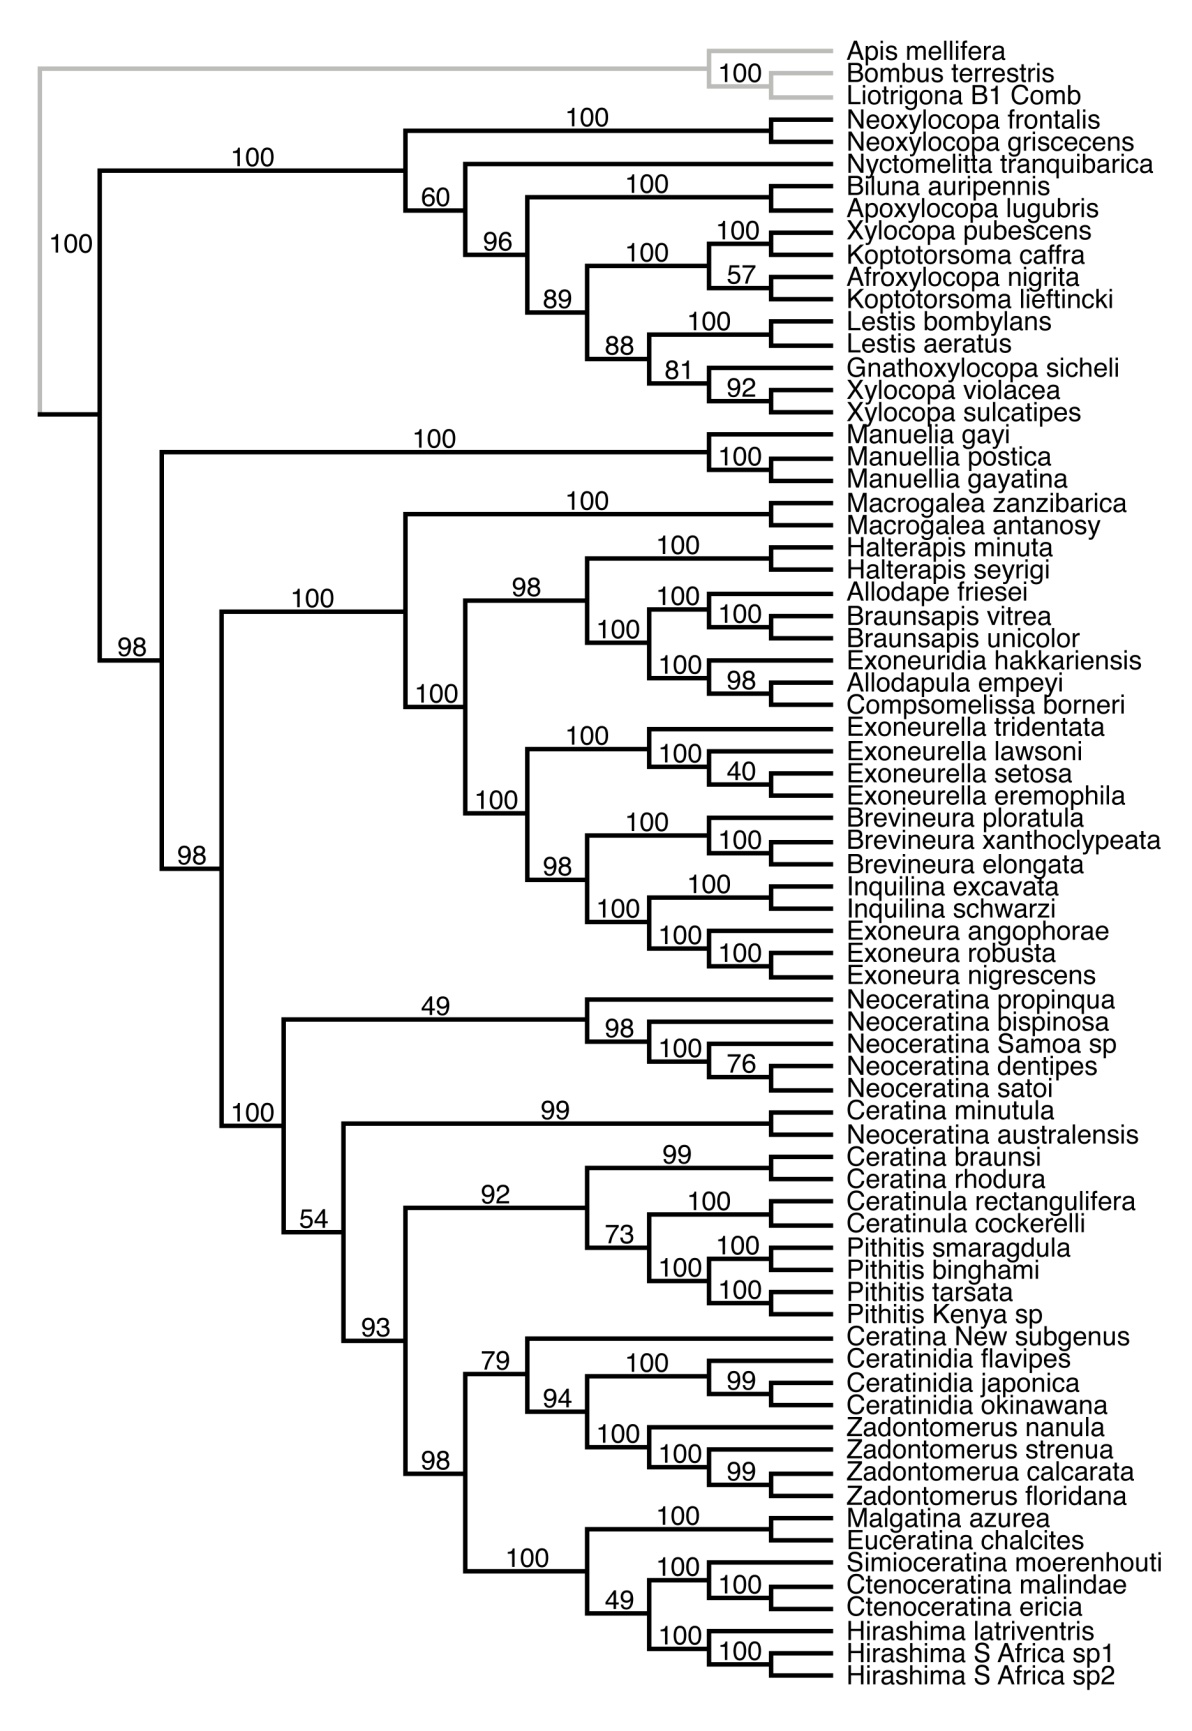 Apis mellifera
100 Bombus terrestris
Liotrigona B1 Comb
100 Neoxylocopa frontalis
Neoxylocopa griscecens
100 Nyctomelitta tranquibarica
100 Biluna auripennis
60 Apoxylocopa lugubris
100 Xylocopa pubescens
100 96 100 Koptotorsoma caffra
57 Afroxylocopa nigrita
89 Koptotorsoma lieftincki
100 Lestis bombylans
88 Lestis aeratus
81 Gnathoxylocopa sicheli
92 Xylocopa violacea
Xylocopa sulcatipes
100 Manuelia gayi
100 Manuellia postica
Manuellia gayatina
100 Macrogalea zanzibarica
Macrogalea antanosy
100 Halterapis minuta
Halterapis seyrigi
100 98 100 Allodape friesei
100 Braunsapis vitrea
100 Braunsapis unicolor
98 100 Exoneuridia hakkariensis
100 98 Allodapula empeyi
Compsomelissa borneri
100 Exoneurella tridentata
100 Exoneurella lawsoni
40 Exoneurella setosa
100 Exoneurella eremophila
100 Brevineura ploratula
100 Brevineura xanthoclypeata
98 98 Brevineura elongata
100 Inquilina excavata
100 Inquilina schwarzi
100 Exoneura angophorae
100 Exoneura robusta
Exoneura nigrescens
49 Neoceratina propinqua
98 Neoceratina bispinosa
100 Neoceratina Samoa sp
76 Neoceratina dentipes
Neoceratina satoi
100 99 Ceratina minutula
Neoceratina australensis
99 Ceratina braunsi
Ceratina rhodura
92 100 Ceratinula rectangulifera
54 73 Ceratinula cockerelli
100 Pithitis smaragdula
100 Pithitis binghami
100 Pithitis tarsata
Pithitis Kenya sp
93 Ceratina New subgenus
79 100 Ceratinidia flavipes
99 Ceratinidia japonica
94 Ceratinidia okinawana
100 Zadontomerus nanula
98 100 Zadontomerus strenua
99 Zadontomerua calcarata
Zadontomerus floridana
100 Malgatina azurea
Euceratina chalcites
100 100 Simioceratina moerenhouti
100 Ctenoceratina malindae
49 Ctenoceratina ericia
100 Hirashima latriventris
100 Hirashima S Africa sp1
Hirashima S Africa sp2